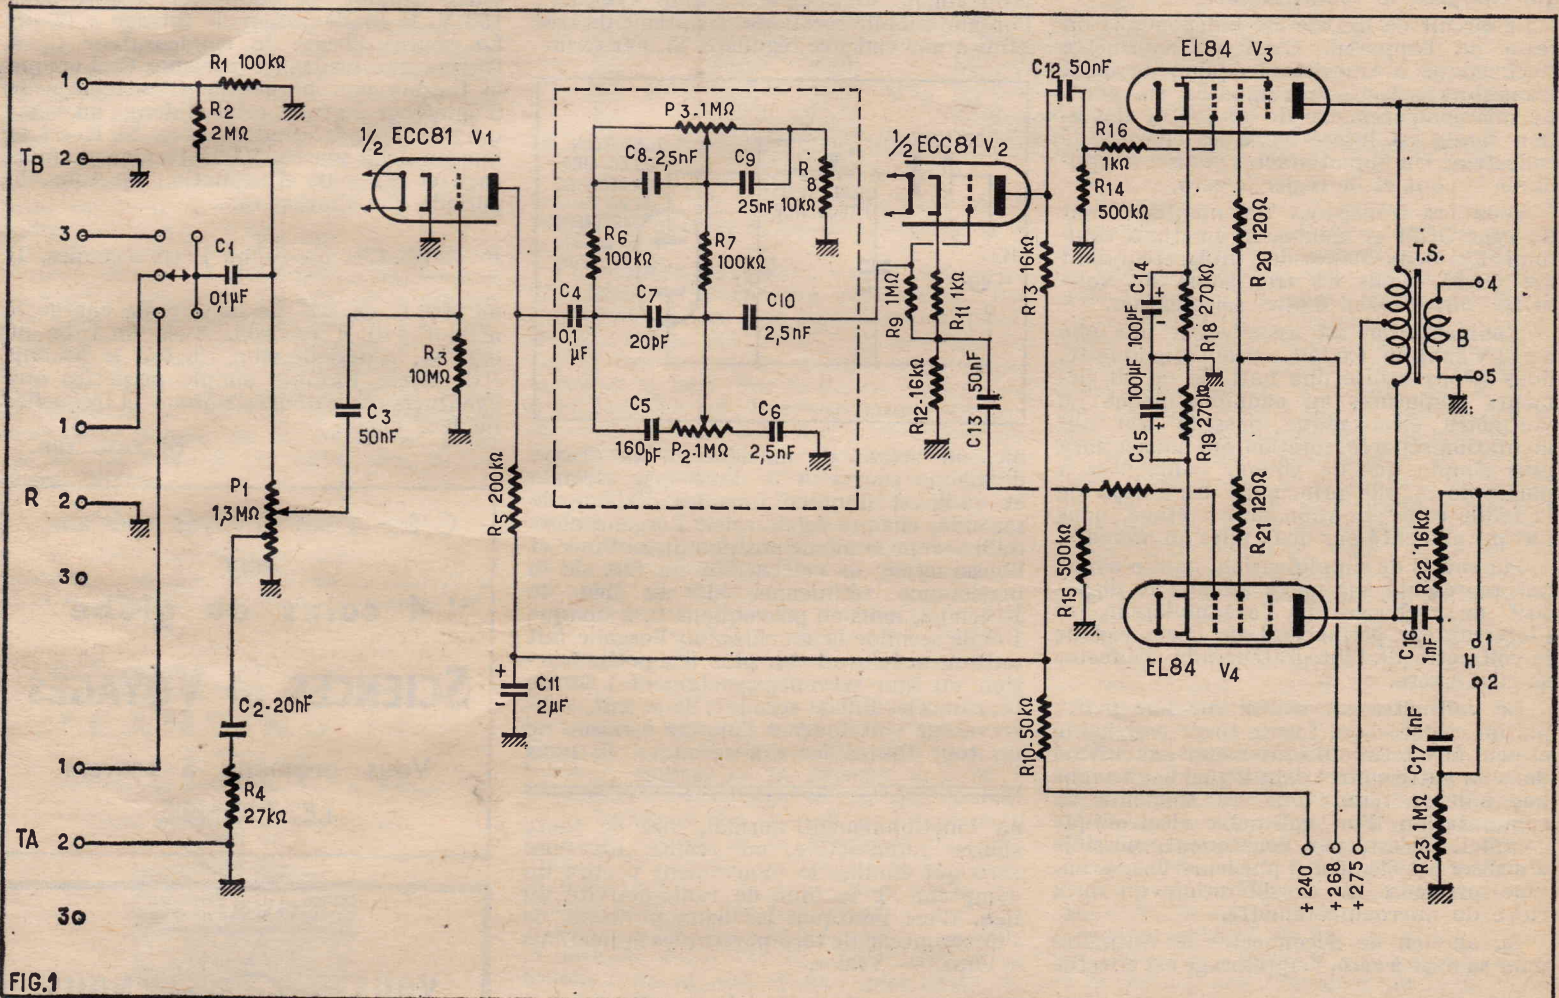 R1 100kΩ
1
R2
2MΩ
TB 2
3
C1
0,1µF
1
R 2
3
P1
1,3MΩ
C3
50nF
C2-20nF
1
R4
27kΩ
TA 2
3
FIG.1
1/2 ECC81 V1
R3
10MΩ
R5 200kΩ
+
C11
-
2µF
P3-1MΩ
C8-2,5nF
C9
25nF
R8
10kΩ
R6
100kΩ
R7
100kΩ
C4
0,1
µF
C7
20pF
C10
2,5nF
C5
160pF
P2-1MΩ
C6
2,5nF
1/2 ECC81 V2
R9 1MΩ
R11 1kΩ
R12-16kΩ
C13 50nF
R13 16kΩ
C12 50nF
R16
1kΩ
R14
500kΩ
EL84 V3
C14 100µF
+
-
R18 270kΩ
C15 100µF
-
+
R19 270kΩ
R20 120Ω
R21 120Ω
R15 500kΩ
EL84 V4
R10-50kΩ
T.S.
4
B
5
R22 16kΩ
C16 1nF
1
H
2
C17 1nF
R23 1MΩ
+240
+268
+275